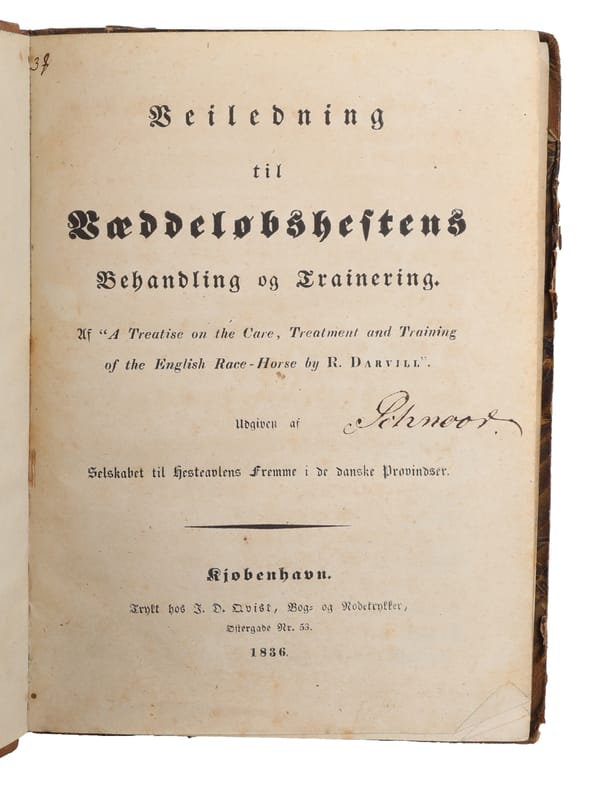 Veiledning
til
Væddeløbshestens
Behandling og Trainering.
Af “A Treatise on the Care, Treatment and Training
of the English Race-Horse by R. DARVILL”.
Udgiven af
Schnoor.
Selskabet til Hesteavlens Fremme i de danske Provindser.
Kjøbenhavn.
Trykt hos J. D. Qvist, Bog- og Nodetrykker,
Østergade Nr. 53.
1836.